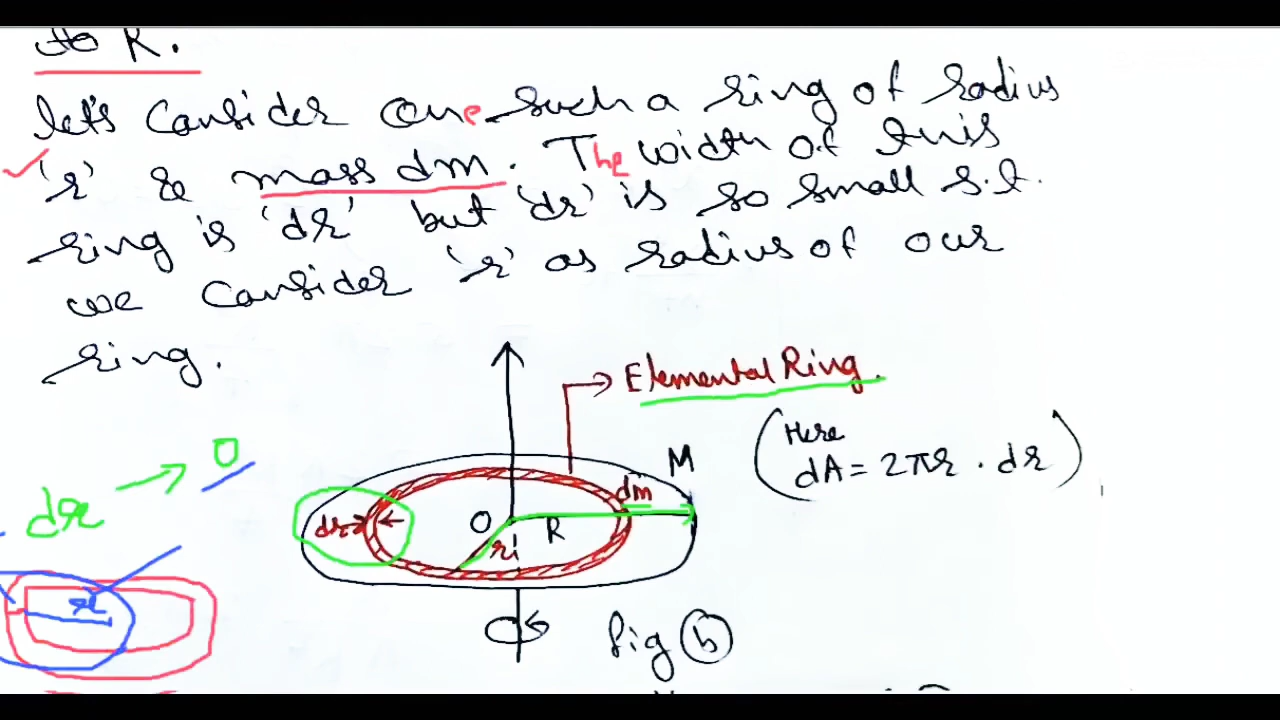 to R.
let's consider one such a ring of radius
'r' & mass dm. The width of this
ring is 'dr' but 'dr' is so small s.t.
we consider 'r' as radius of our
ring.
Elemental Ring.
(Here
dA = 2πr . dr)
M
dm
dr
O
R
ri
dr → 0
r
fig (b)